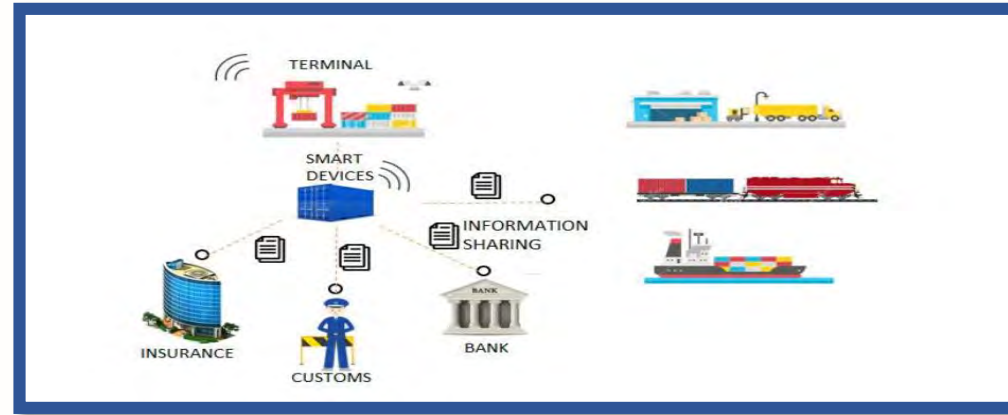 TERMINAL
SMART
DEVICES
INFORMATION
SHARING
BANK
INSURANCE
BANK
CUSTOMS